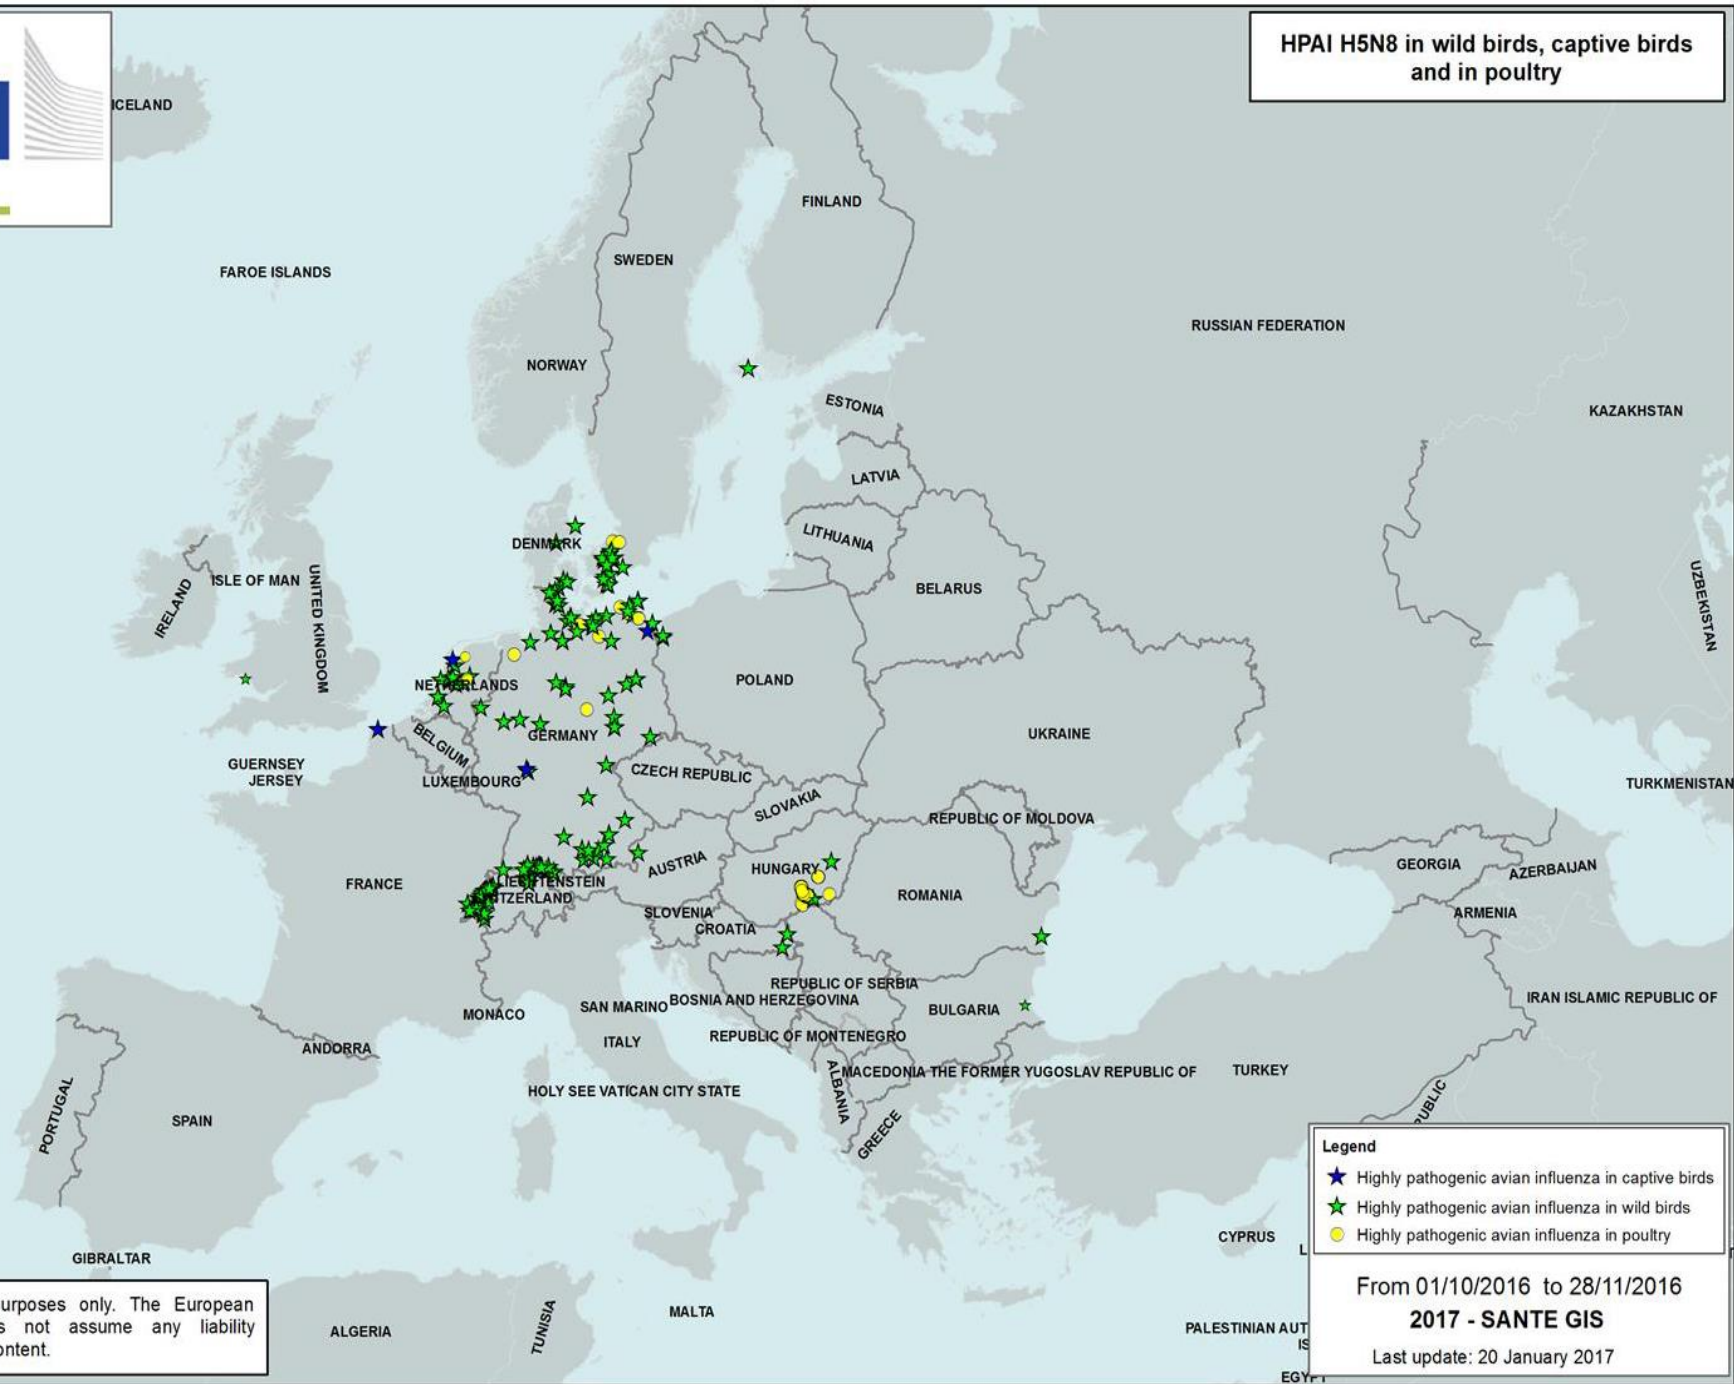 HPAI H5N8 in wild birds, captive birds
and in poultry
ICELAND
FAROE ISLANDS
FINLAND
SWEDEN
NORWAY
RUSSIAN FEDERATION
ESTONIA
KAZAKHSTAN
LATVIA
LITHUANIA
DENMARK
ISLE OF MAN
IRELAND
UNITED KINGDOM
BELARUS
UZBEKISTAN
NETHERLANDS
POLAND
BELGIUM
GERMANY
UKRAINE
GUERNSEY
JERSEY
LUXEMBOURG
CZECH REPUBLIC
TURKMENISTAN
SLOVAKIA
REPUBLIC OF MOLDOVA
AUSTRIA
HUNGARY
GEORGIA
AZERBAIJAN
FRANCE
LIECHTENSTEIN
ITZERLAND
ROMANIA
SLOVENIA
CROATIA
ARMENIA
REPUBLIC OF SERBIA
BOSNIA AND HERZEGOVINA
SAN MARINO
MONACO
BULGARIA
IRAN ISLAMIC REPUBLIC OF
ANDORRA
ITALY
REPUBLIC OF MONTENEGRO
ALBANIA
MACEDONIA THE FORMER YUGOSLAV REPUBLIC OF
TURKEY
HOLY SEE VATICAN CITY STATE
PORTUGAL
SPAIN
GREECE
PUBLIC
GIBRALTAR
CYPRUS
L
ALGERIA
TUNISIA
MALTA
PALESTINIAN AUT
IS
EGYPT
Legend
Highly pathogenic avian influenza in captive birds
Highly pathogenic avian influenza in wild birds
Highly pathogenic avian influenza in poultry
From 01/10/2016 to 28/11/2016
2017 - SANTE GIS
Last update: 20 January 2017
urposes only. The European
s not assume any liability
ontent.